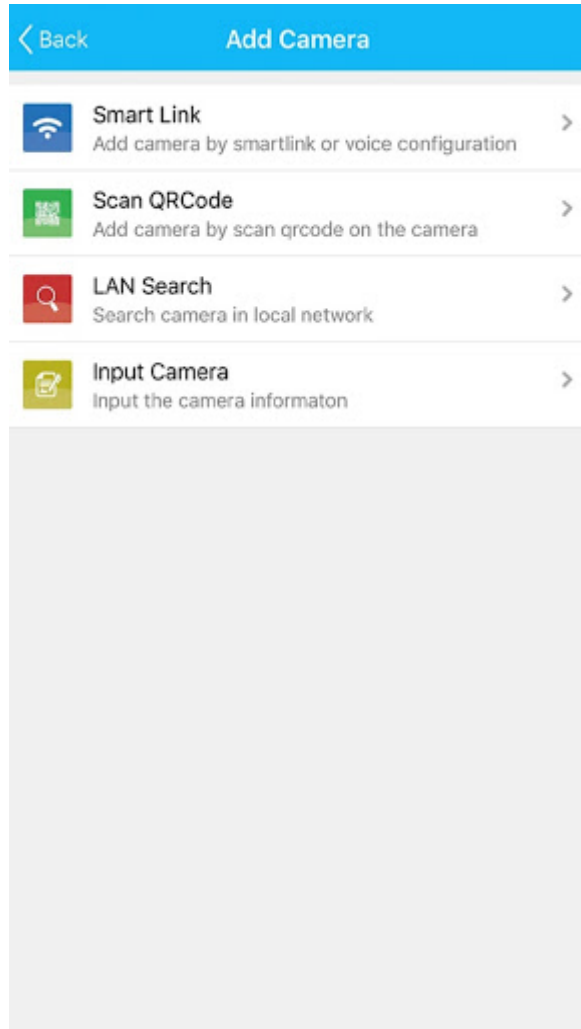 Back
Add Camera
Smart Link
Add camera by smartlink or voice configuration
Scan QRCode
Add camera by scan qrcode on the camera
LAN Search
Search camera in local network
Input Camera
Input the camera informaton